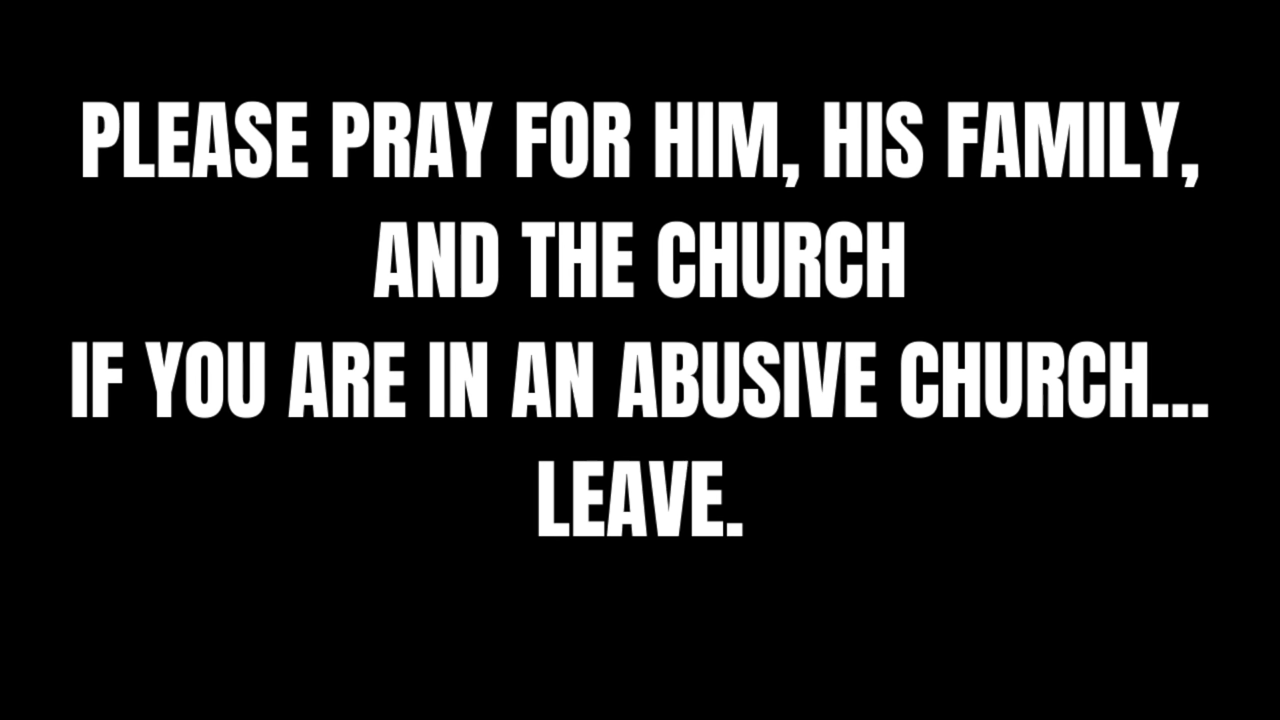 PLEASE PRAY FOR HIM, HIS FAMILY,
AND THE CHURCH
IF YOU ARE IN AN ABUSIVE CHURCH...
LEAVE.